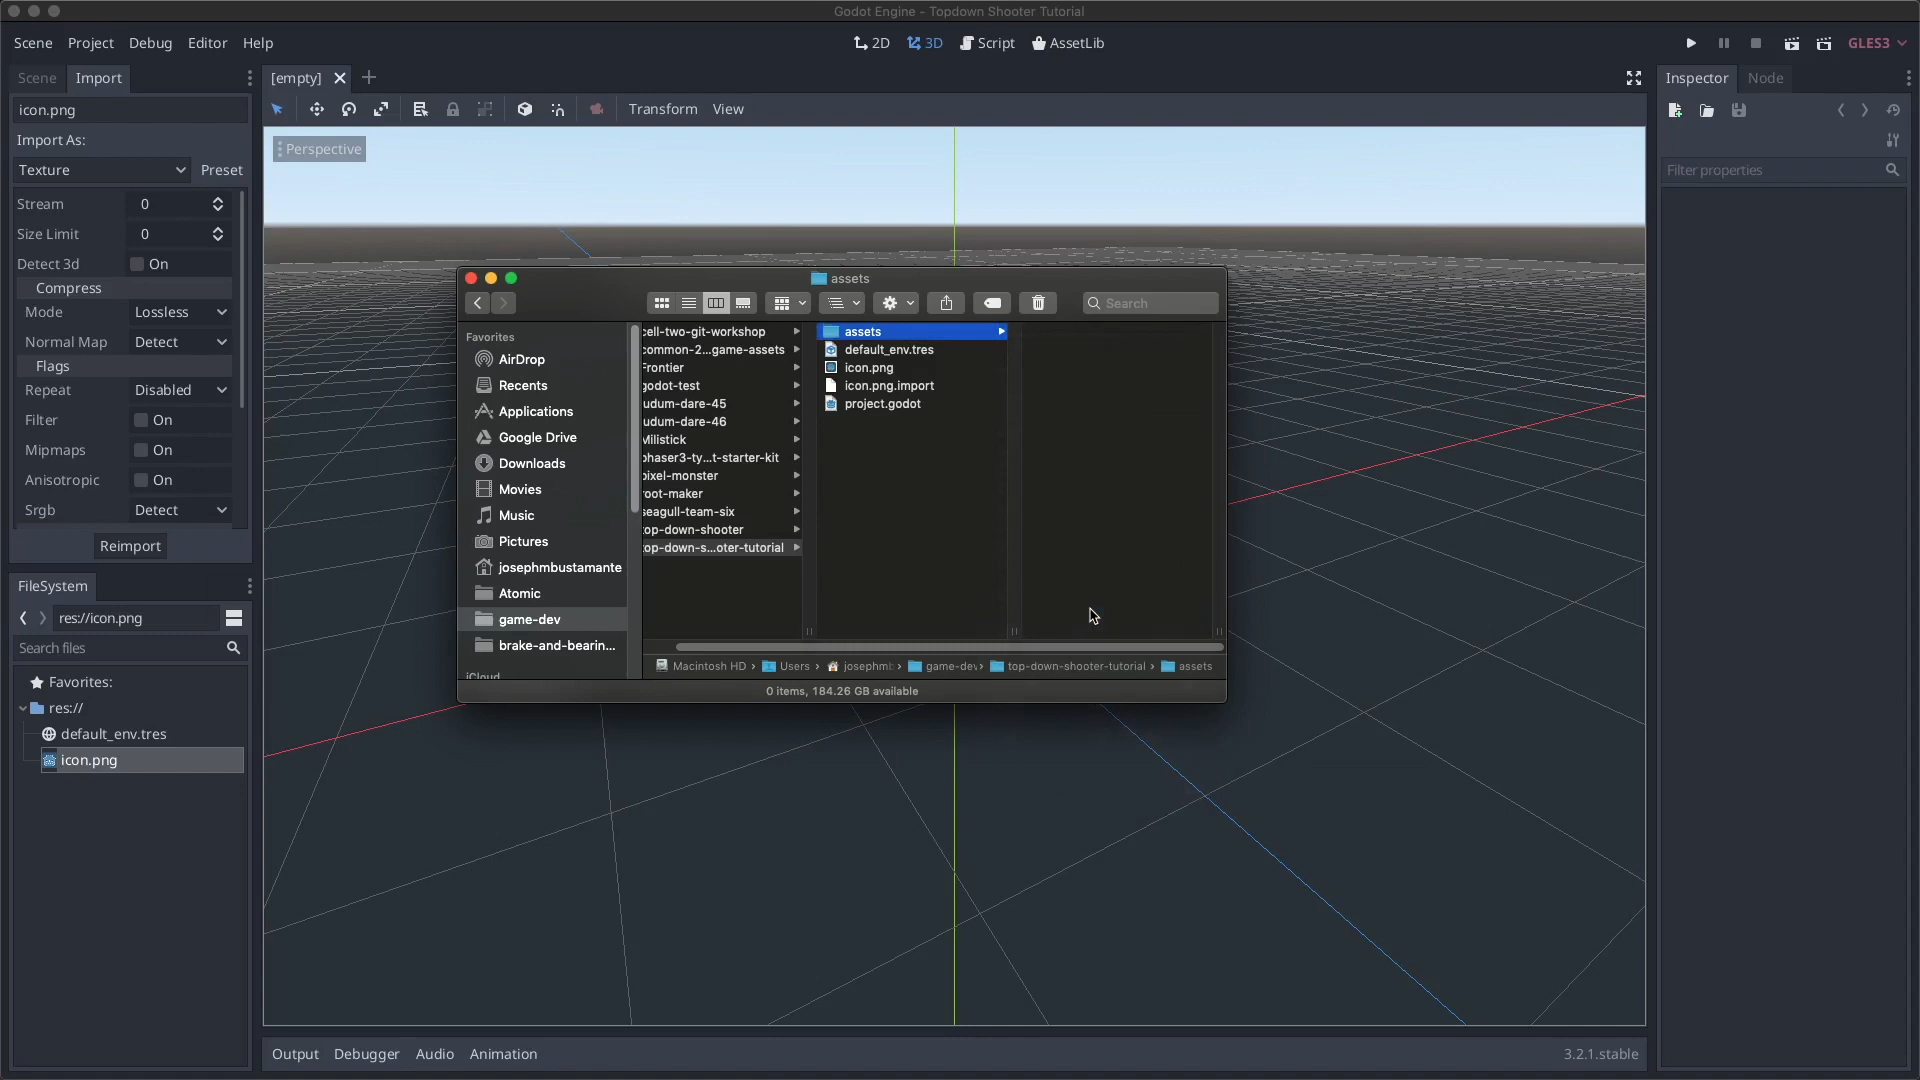 Godot Engine - Topdown Shooter Tutorial
Scene Project Debug Editor Help
2D 3D Script AssetLib
GLES3
Scene Import
[empty]
Inspector Node
icon.png
Transform View
Import As:
Perspective
Texture Preset
Filter properties
Stream 0
Size Limit 0
Detect 3d On
Compress
Mode Lossless
Normal Map Detect
Flags
Repeat Disabled
Filter On
Mipmaps On
Anisotropic On
Srgb Detect
Reimport
FileSystem
res://icon.png
Search files
Favorites:
res://
default_env.tres
icon.png
assets
Search
Favorites
AirDrop
Recents
Applications
Google Drive
Downloads
Movies
Music
Pictures
josephmbustamante
Atomic
game-dev
brake-and-bearin...
iCloud
cell-two-git-workshop
common-2...game-assets
Frontier
godot-test
udum-dare-45
udum-dare-46
Milistick
phaser3-ty...t-starter-kit
pixel-monster
root-maker
seagull-team-six
top-down-shooter
top-down-s...oter-tutorial
assets
default_env.tres
icon.png
icon.png.import
project.godot
Macintosh HD › Users › josephm › game-dev › top-down-shooter-tutorial › assets
0 items, 184.26 GB available
Output Debugger Audio Animation
3.2.1.stable